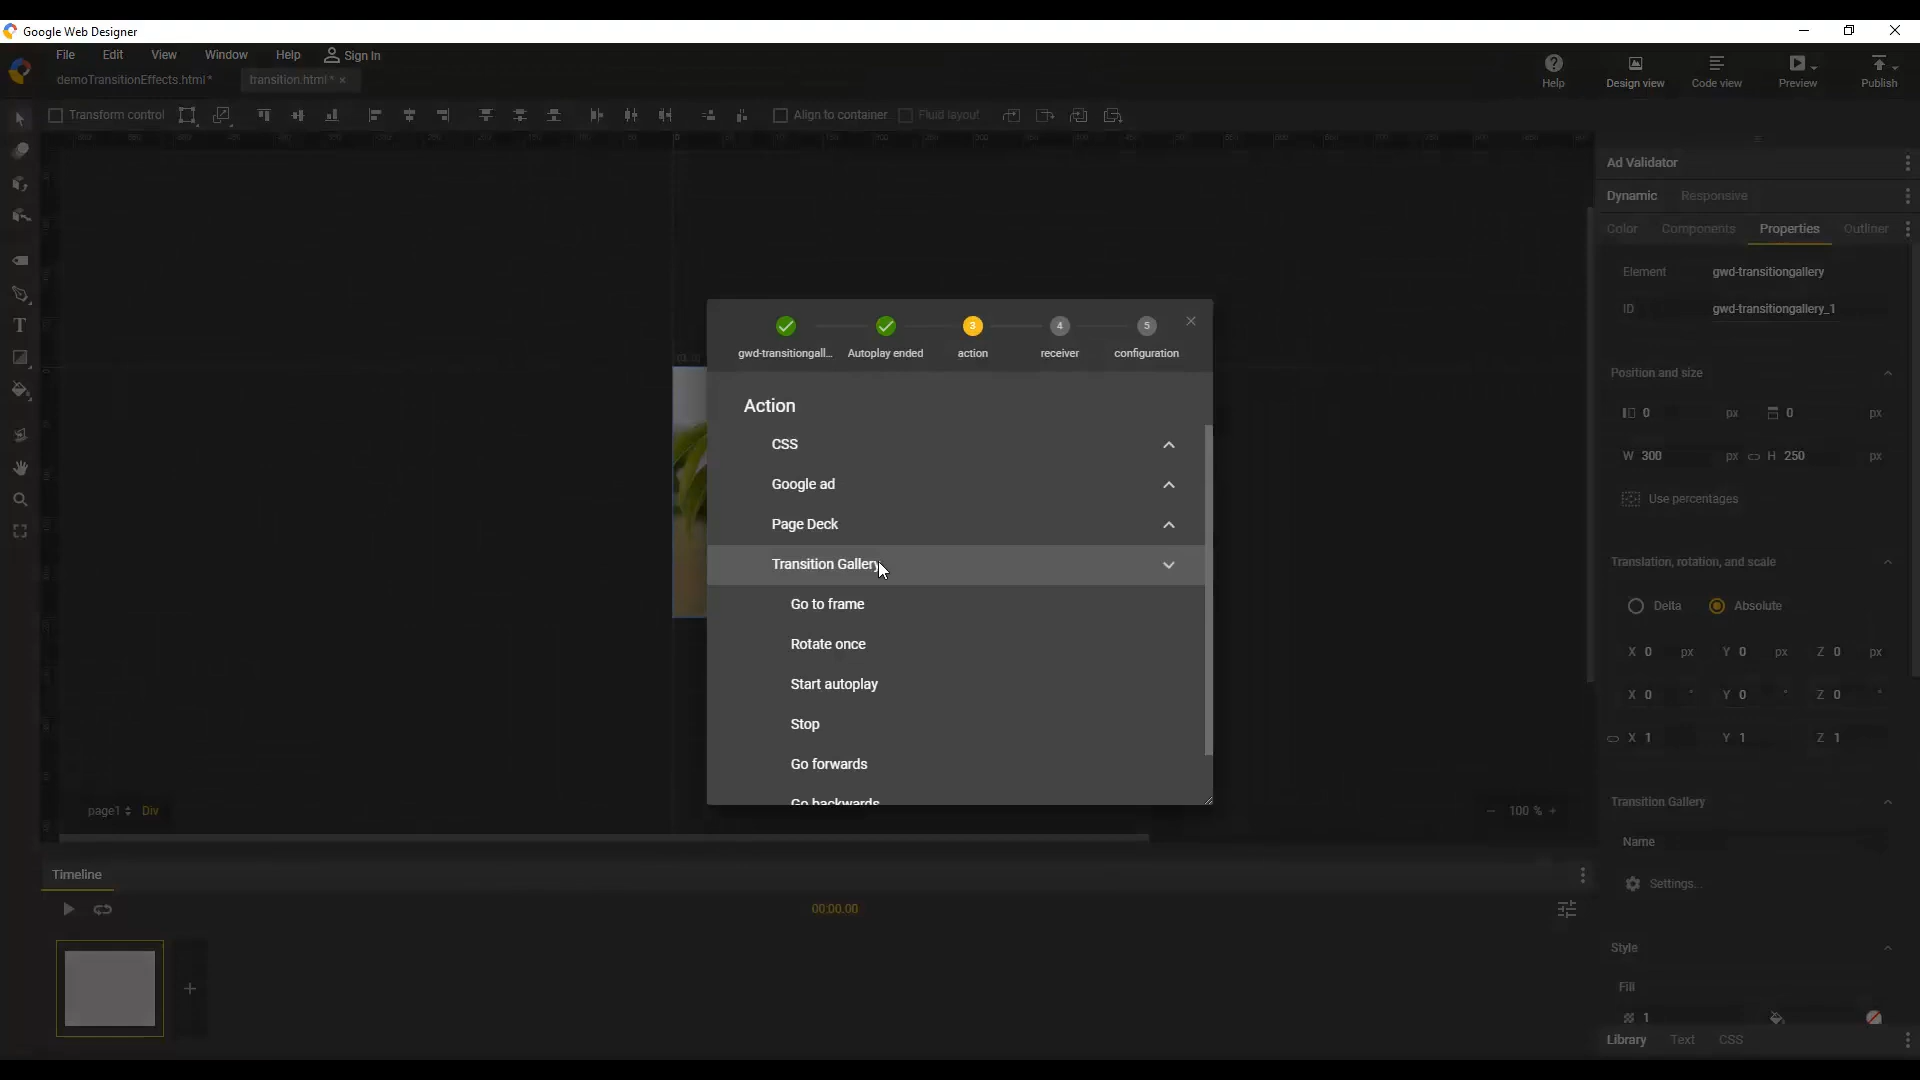 Google Web Designer
File Edit View Window Help Sign In
demoTransitionEffects.html* transition.html* ×
Help Design view Code view Preview Publish
Transform control Align to container Fluid layout
Ad Validator
Dynamic Responsive
Color Components Properties Outliner
Element gwd-transitiongallery
ID gwd-transitiongallery_1
Position and size
0 px 0 px
W 300 px H 250 px
Use percentages
Translation, rotation, and scale
Delta Absolute
X 0 px Y 0 px Z 0 px
X 0 ° Y 0 ° Z 0 °
X 1 Y 1 Z 1
Transition Gallery
Name
Settings...
Style
Fill
1
Library Text CSS
3 4 5
gwd-transitiongall... Autoplay ended action receiver configuration
Action
CSS
Google ad
Page Deck
Transition Gallery
Go to frame
Rotate once
Start autoplay
Stop
Go forwards
Go backwards
page1 Div
100 %
Timeline
00:00.00